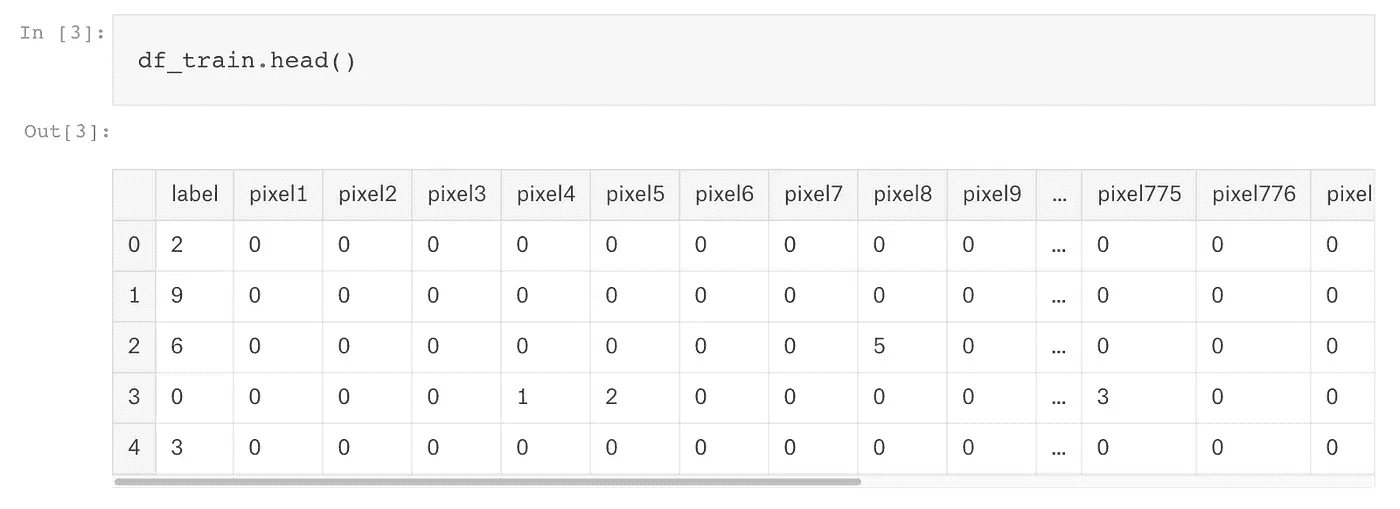 In [3]:
df_train.head()
Out[3]:
label pixel1 pixel2 pixel3 pixel4 pixel5 pixel6 pixel7 pixel8 pixel9 ... pixel775 pixel776 pixel
0 2 0 0 0 0 0 0 0 0 0 ... 0 0 0
1 9 0 0 0 0 0 0 0 0 0 ... 0 0 0
2 6 0 0 0 0 0 0 0 5 0 ... 0 0 0
3 0 0 0 0 1 2 0 0 0 0 ... 3 0 0
4 3 0 0 0 0 0 0 0 0 0 ... 0 0 0